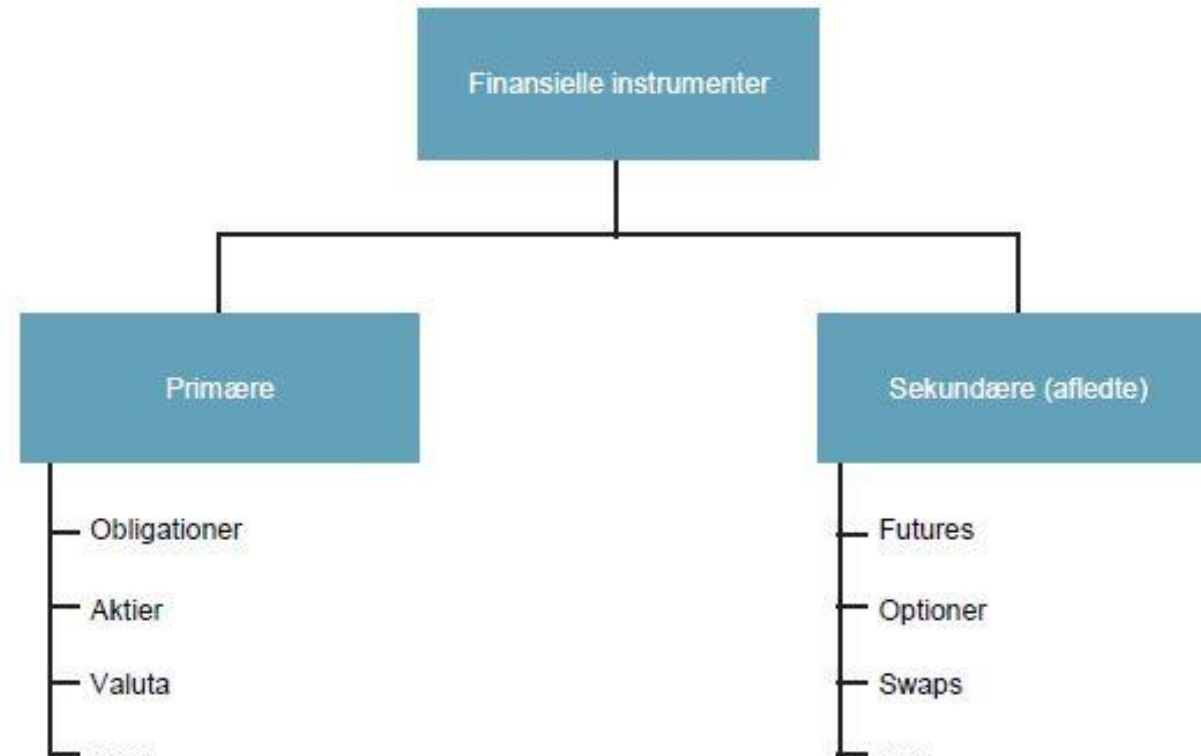 Finansielle instrumenter
Primære
Sekundære (afledte)
Obligationer
Aktier
Valuta
Futures
Optioner
Swaps